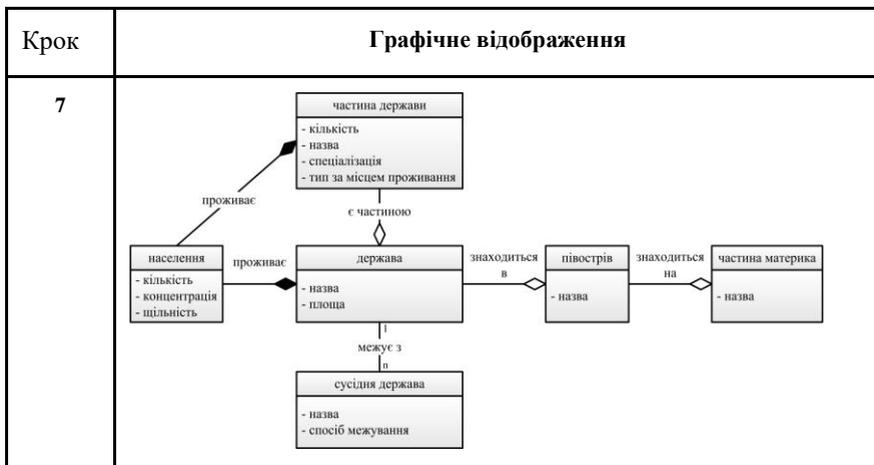 Крок
Графічне відображення
7
частина держави
- кількість
- назва
- спеціалізація
- тип за місцем проживання
проживає
є частиною
населення
- кількість
- концентрація
- щільність
проживає
держава
- назва
- площа
знаходиться
в
півострів
- назва
знаходиться
на
частина материка
- назва
1
межує з
n
сусідня держава
- назва
- спосіб межування